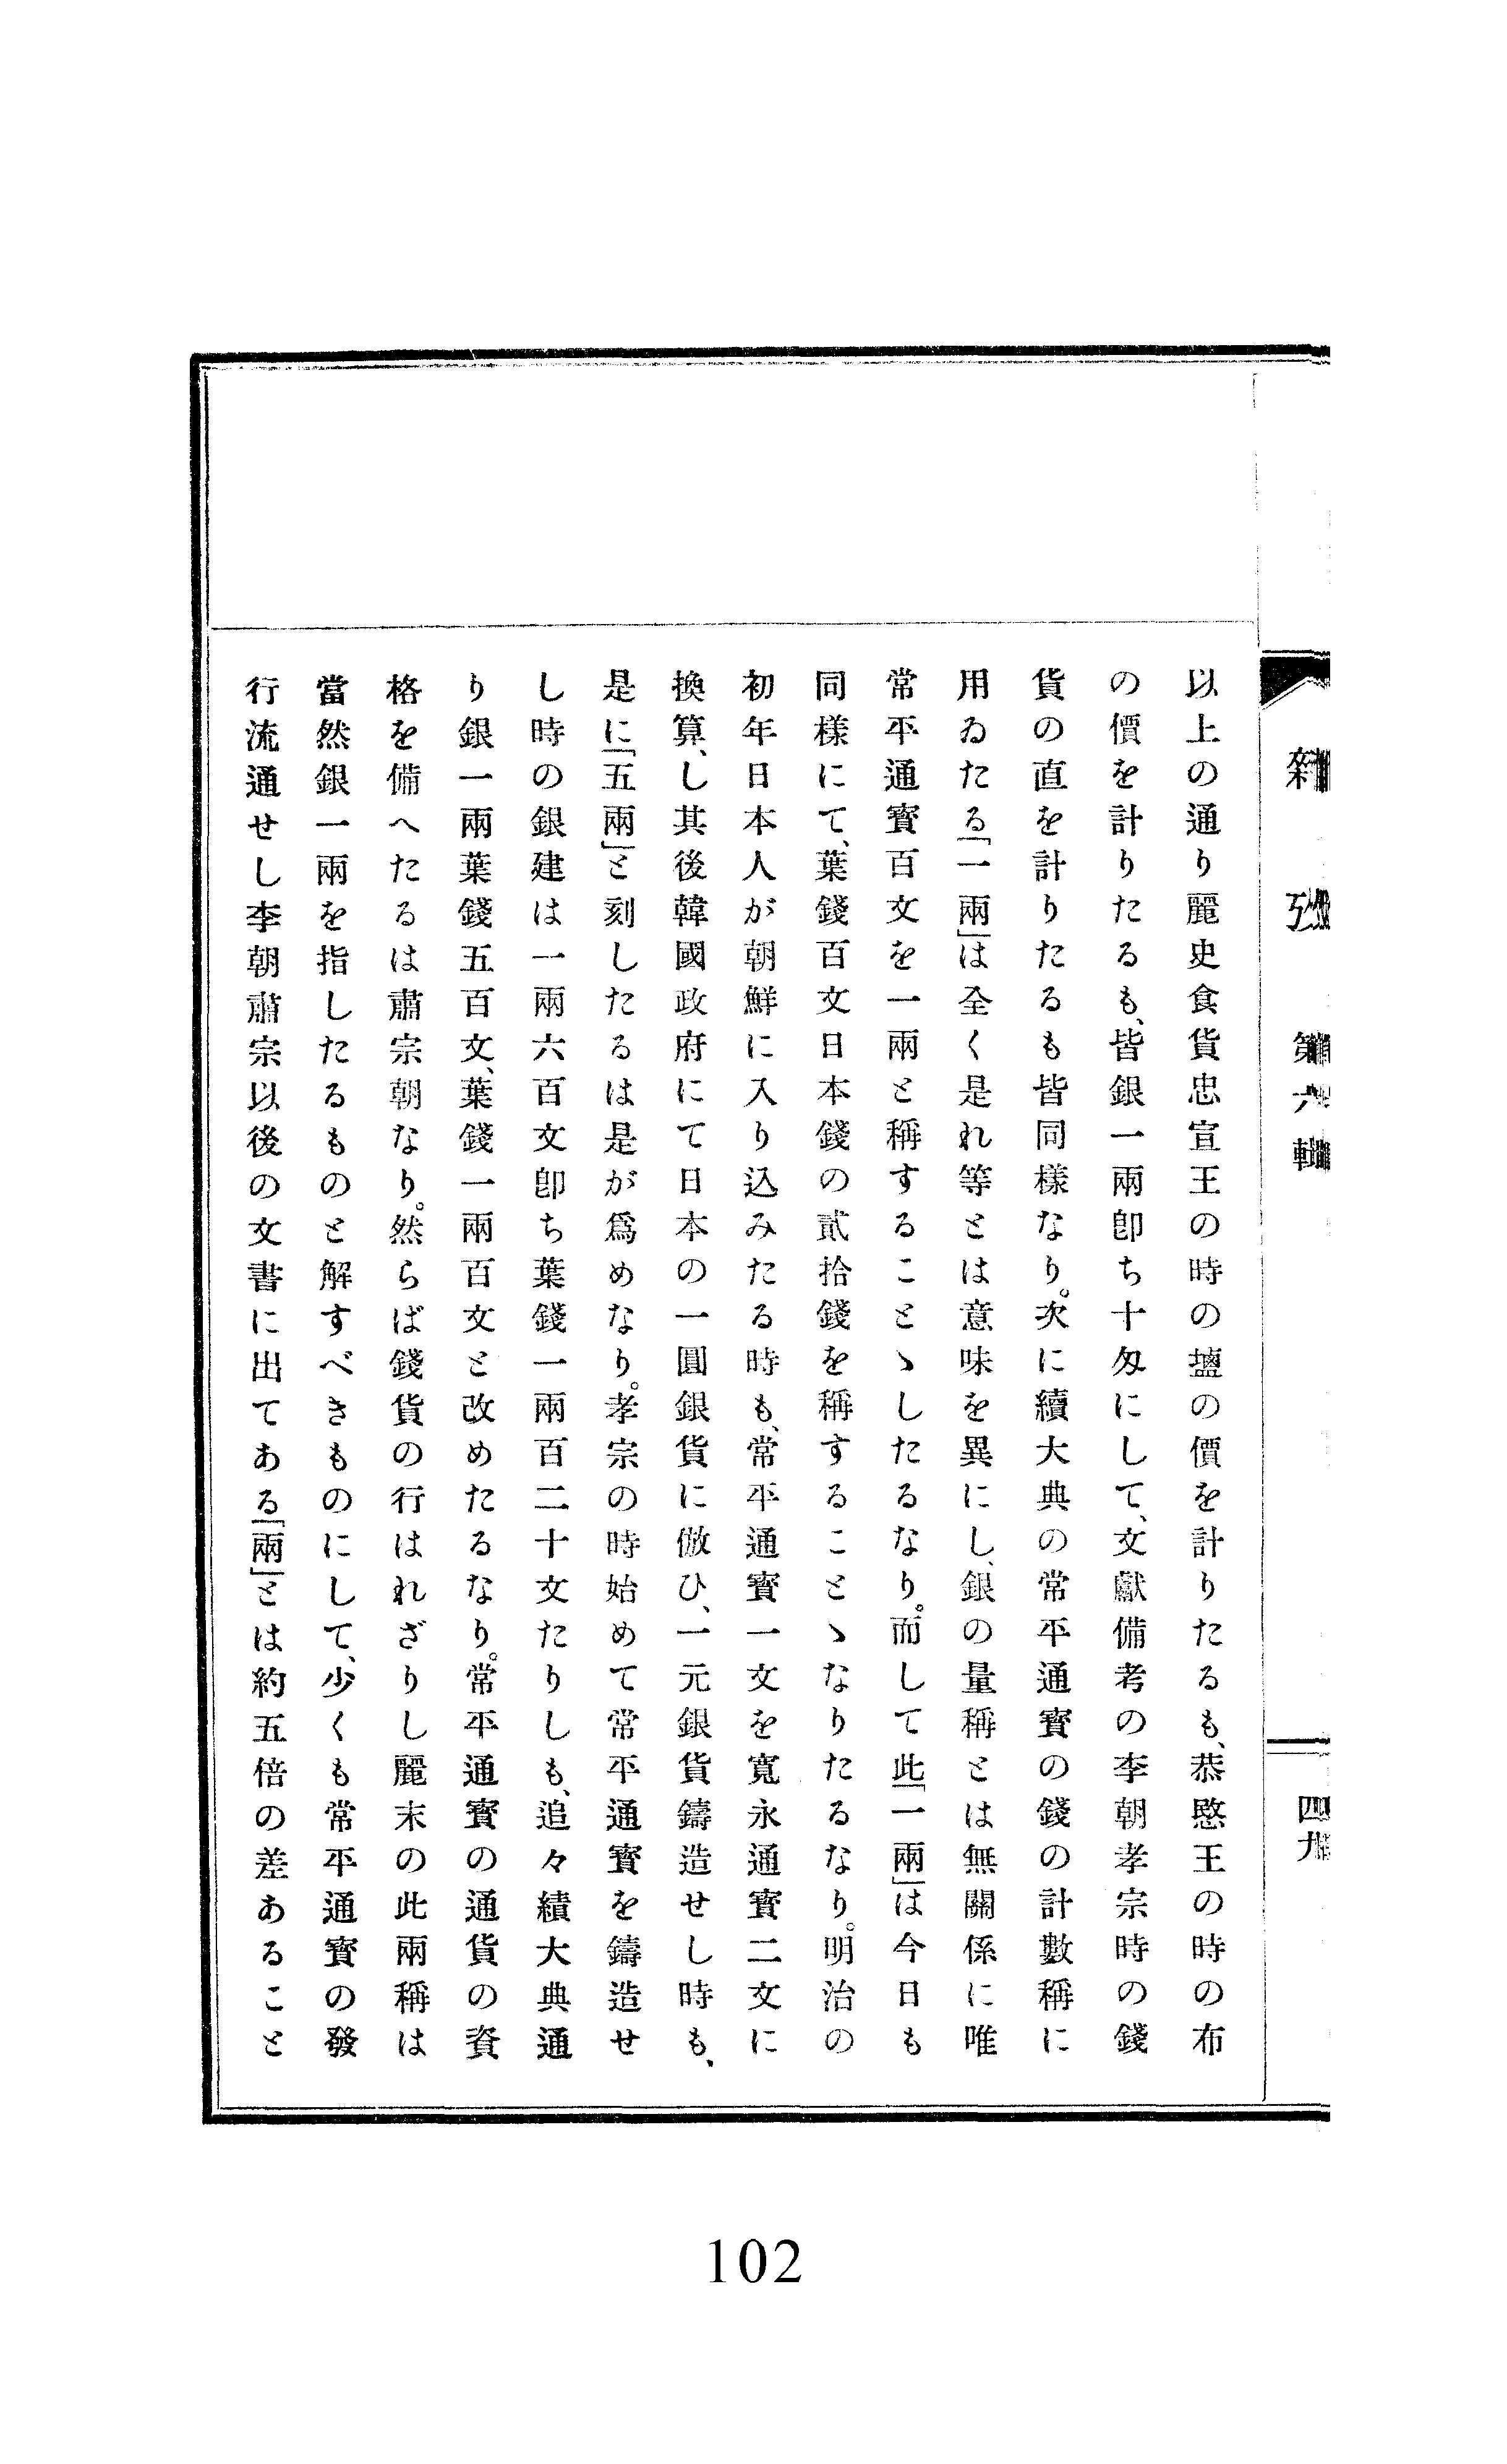 第六輯
四九
以上の通り麗史食貨忠宣王の時の塩の價を計りたるも、恭愍王の時の布
の價を計りたるも、皆銀一兩卽ち十匁にして、文獻備考の李朝孝宗時の錢
貨の直を計りたるも皆同樣なり。次に續大典の常平通寶の錢の計數稱に
用ゐたる「一兩」は全く是れ等とは意味を異にし、銀の量稱とは無關係に唯
常平通寶百文を一兩と稱することゝしたるなり。而して此「一兩」は今日も
同樣にて、葉錢百文日本錢の貳拾錢を稱することゝなりたるなり。明治の
初年日本人が朝鮮に入り込みたる時も、常平通寶一文を寬永通寶二文に
換算、し其後韓國政府にて日本の一圓銀貨に倣ひ、一元銀貨鑄造せし時も、
是に「五兩」と刻したるは是が爲めなり。孝宗の時始めて常平通寶を鑄造せ
し時の銀建は一兩六百文卽ち葉錢一兩百二十文たりしも、追々續大典通
り銀一兩葉錢五百文、葉錢一兩百文と改めたるなり。常平通寶の通貨の資
格を備へたるは肅宗朝なり。然らば錢貨の行はれざりし麗末の此兩稱は
當然銀一兩を指したるものと解すべきものにして、少くも常平通寶の發
行流通せし李朝肅宗以後の文書に出てある「兩」とは約五倍の差あること
102